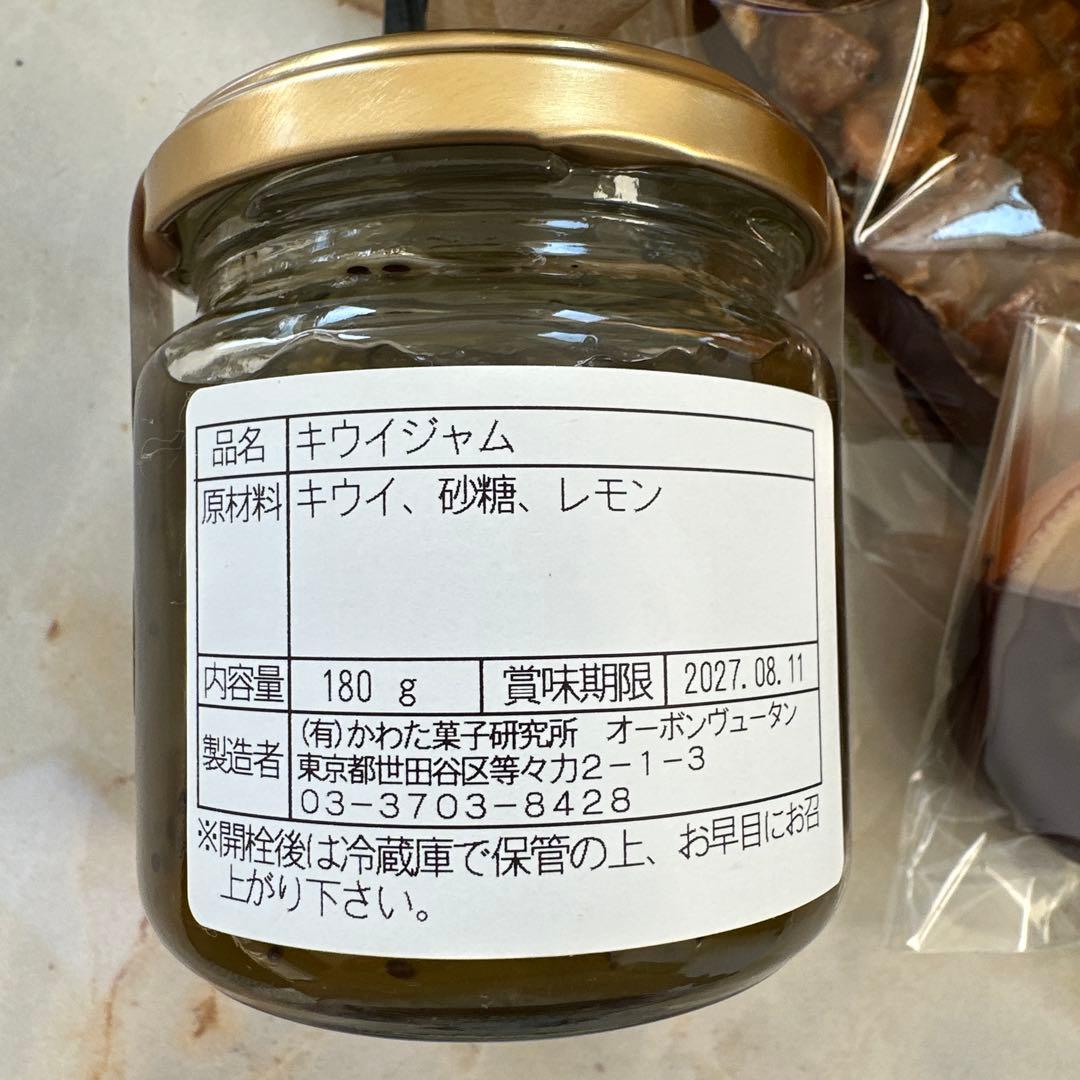 品名 キウイジャム
原材料 キウイ、砂糖、レモン
内容量 180 g 賞味期限 2027.08.11
製造者 (有)かわた菓子研究所 オーボンヴュータン
東京都世田谷区等々力2-1-3
03-3703-8428
※開栓後は冷蔵庫で保管の上、お早目にお召
上がり下さい。